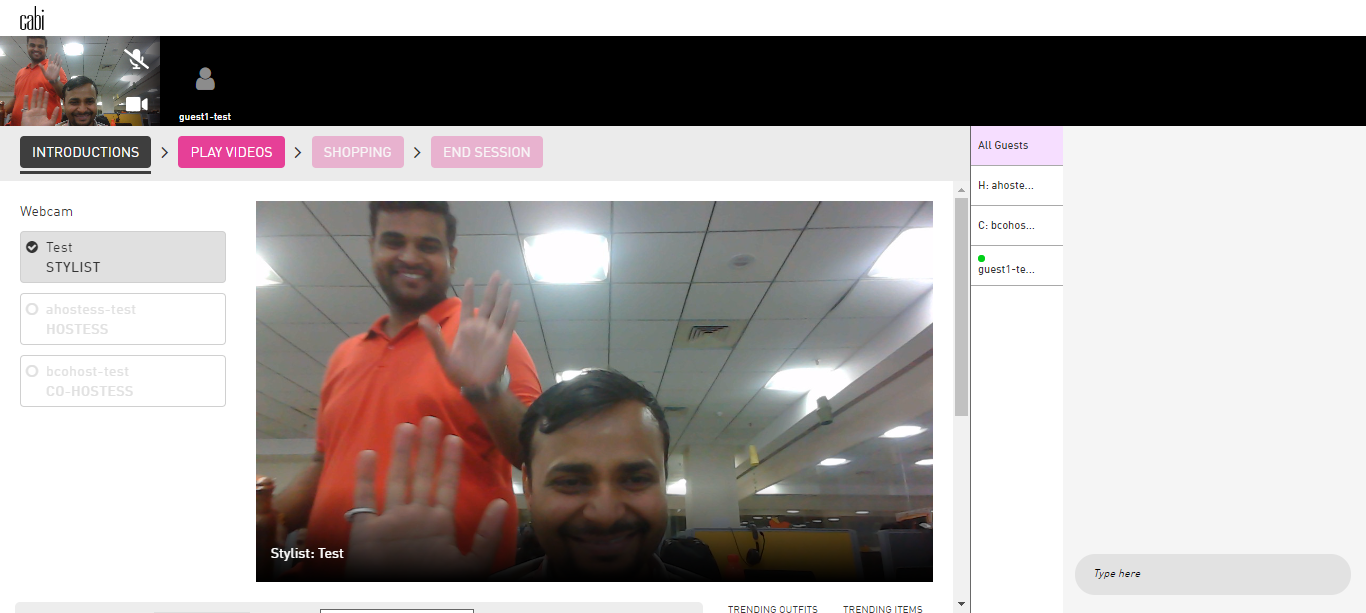 cabi
guest1-test
INTRODUCTIONS
PLAY VIDEOS
SHOPPING
END SESSION
Webcam
Test
STYLIST
ahostess-test
HOSTESS
bcohost-test
CO-HOSTESS
Stylist: Test
TRENDING OUTFITS
TRENDING ITEMS
All Guests
H: ahoste...
C: bcohos...
guest1-te...
Type here